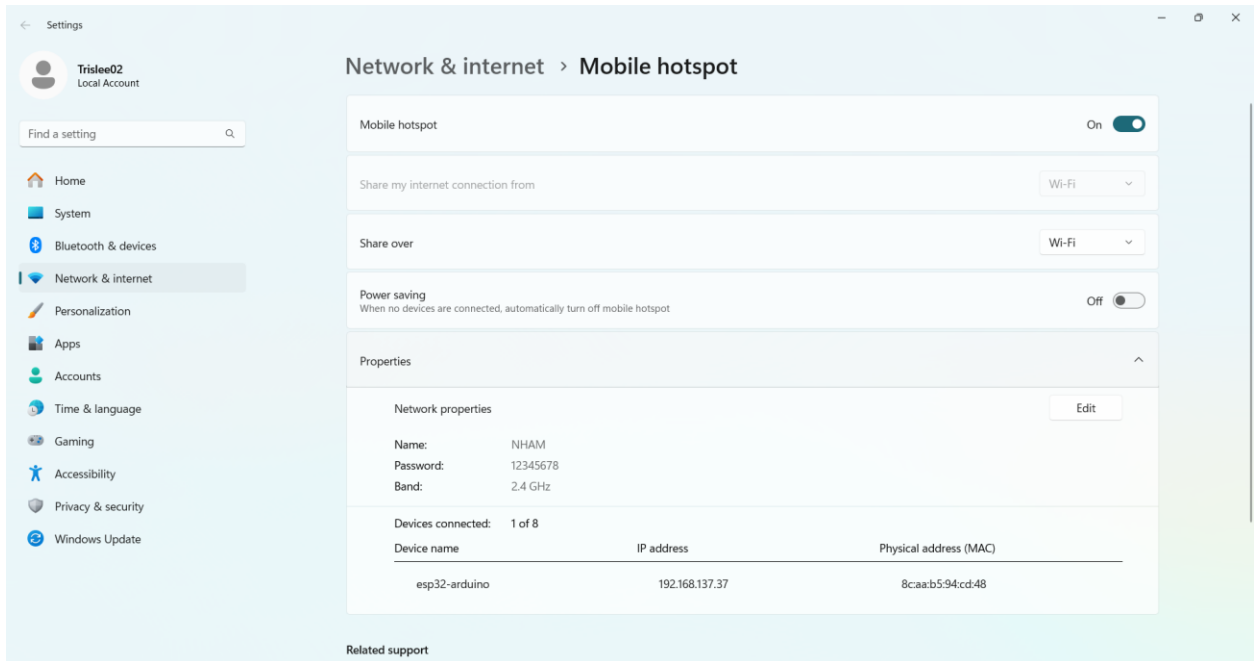 Settings
Trislee02
Local Account
Find a setting
Home
System
Bluetooth & devices
Network & internet
Personalization
Apps
Accounts
Time & language
Gaming
Accessibility
Privacy & security
Windows Update
Network & internet > Mobile hotspot
Mobile hotspot On
Share my internet connection from Wi-Fi
Share over Wi-Fi
Power saving
When no devices are connected, automatically turn off mobile hotspot
Off
Properties
Network properties Edit
Name: NHAM
Password: 12345678
Band: 2.4 GHz
Devices connected: 1 of 8
Device name IP address Physical address (MAC)
esp32-arduino 192.168.137.37 8c:aa:b5:94:cd:48
Related support